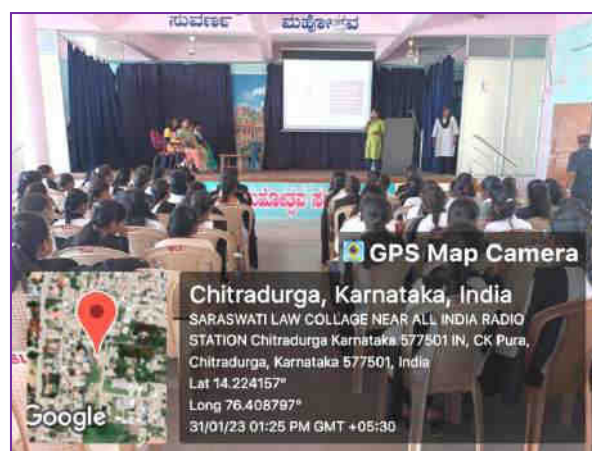 ಸುವರ್ಣ ಮಹೋತ್ಸವ
GPS Map Camera
Chitradurga, Karnataka, India
SARASWATI LAW COLLAGE NEAR ALL INDIA RADIO
STATION Chitradurga Karnataka 577501 IN, CK Pura,
Chitradurga, Karnataka 577501, India
Lat 14.224157°
Long 76.408797°
31/01/23 01:25 PM GMT +05:30
Google